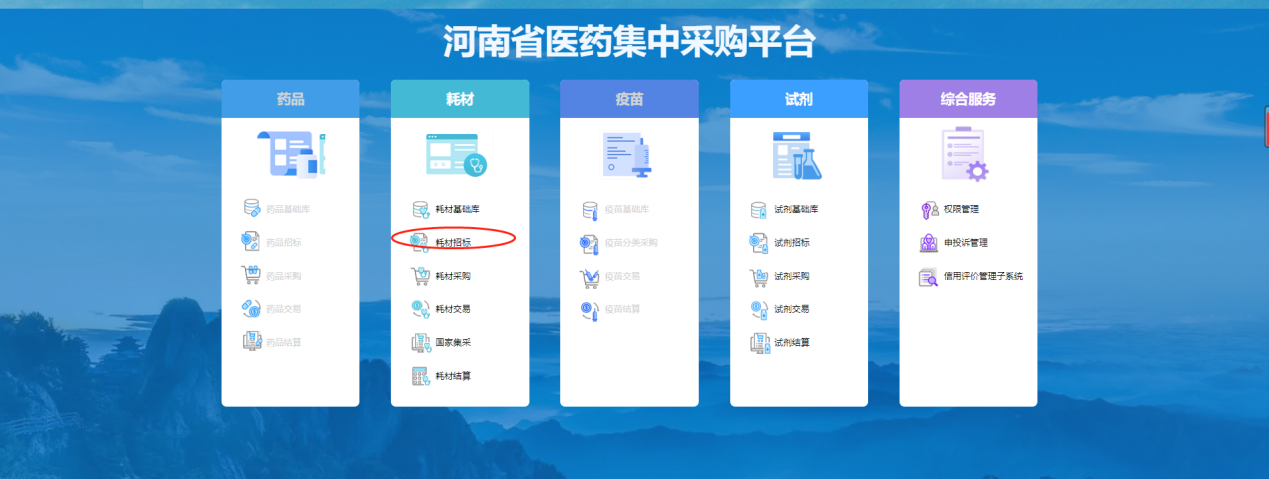 河南省医药集中采购平台
药品
药品基础库
药品招标
药品采购
药品交易
药品结算
耗材
耗材基础库
耗材招标
耗材采购
耗材交易
国家集采
耗材结算
疫苗
疫苗基础库
疫苗分类采购
疫苗交易
疫苗结算
试剂
试剂基础库
试剂招标
试剂采购
试剂交易
试剂结算
综合服务
权限管理
申投诉管理
信用评价管理子系统